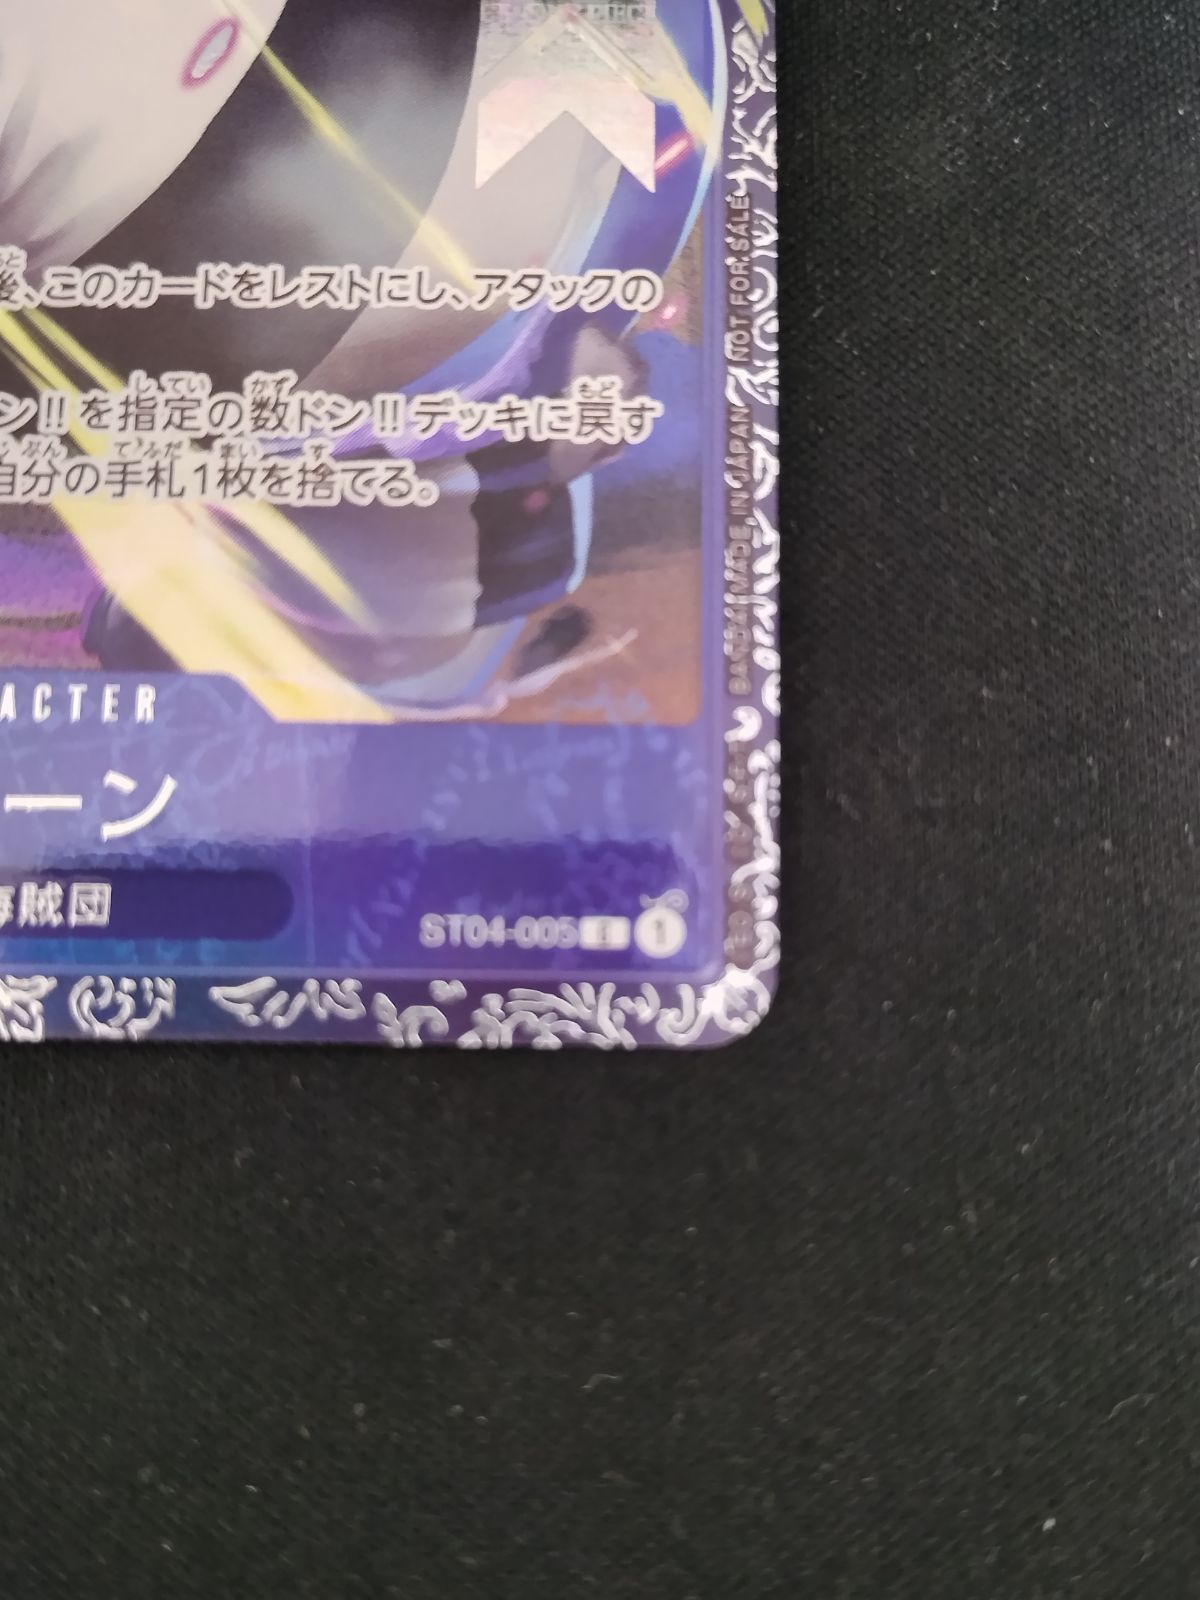 後、このカードをレストにし、アタックの
ン!!を指定の数ドン!!デッキに戻す
自分の手札1枚を捨てる。
ACTER
ーン
海賊団
ST04-005 C 1
BANDAI MADE IN JAPAN NOT FOR SALE